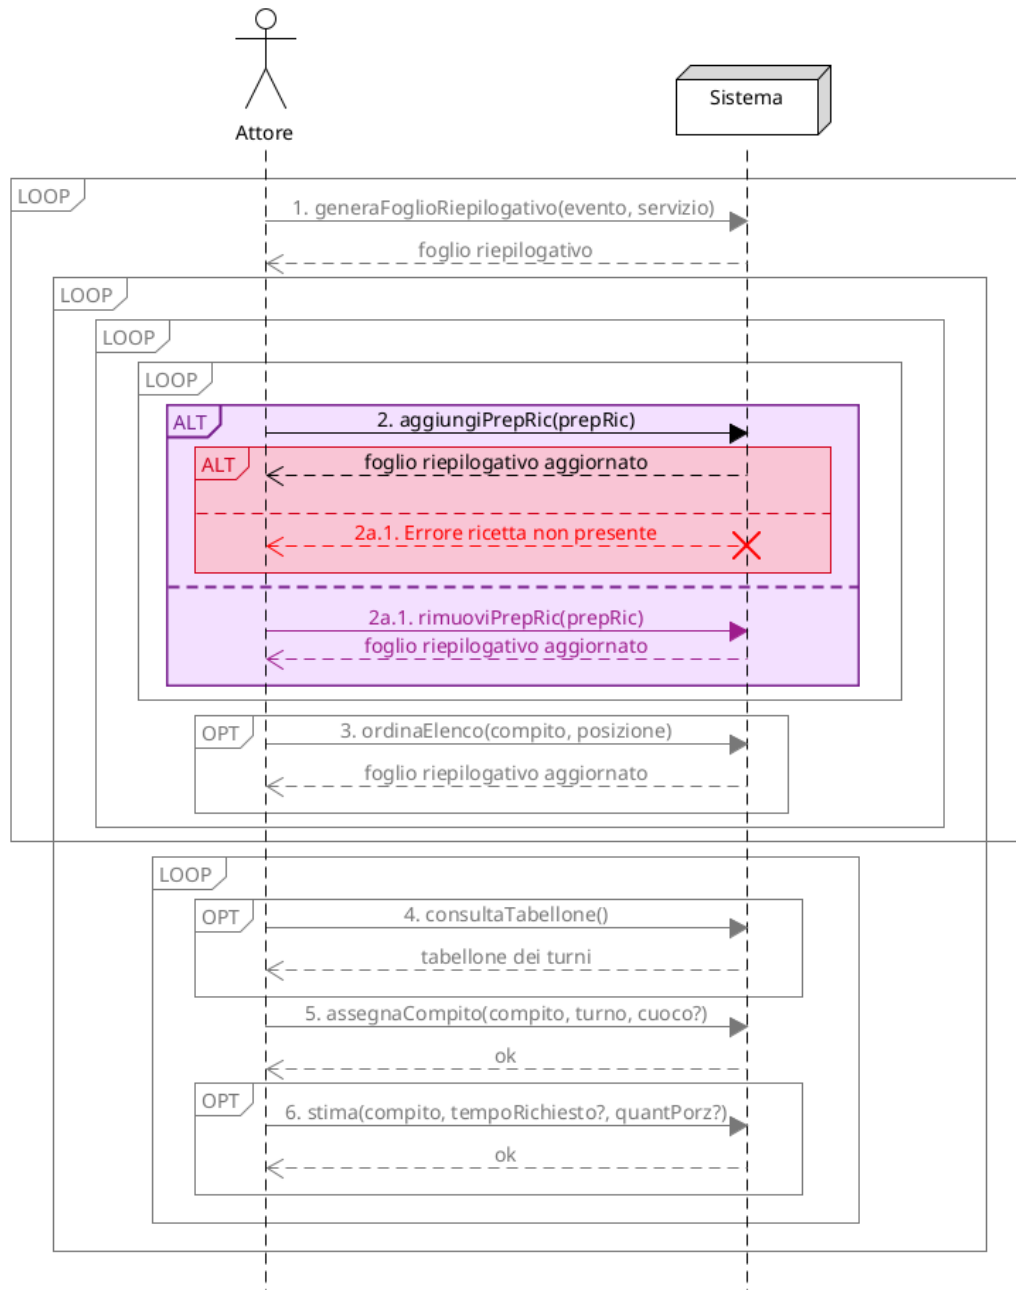 Attore
Sistema
LOOP
1. generaFoglioRiepilogativo(evento, servizio)
foglio riepilogativo
LOOP
LOOP
LOOP
ALT
2. aggiungiPrepRic(prepRic)
ALT
foglio riepilogativo aggiornato
2a.1. Errore ricetta non presente
2a.1. rimuoviPrepRic(prepRic)
foglio riepilogativo aggiornato
OPT
3. ordinaElenco(compito, posizione)
foglio riepilogativo aggiornato
LOOP
OPT
4. consultaTabellone()
tabellone dei turni
5. assegnaCompito(compito, turno, cuoco?)
ok
OPT
6. stima(compito, tempoRichiesto?, quantPorz?)
ok